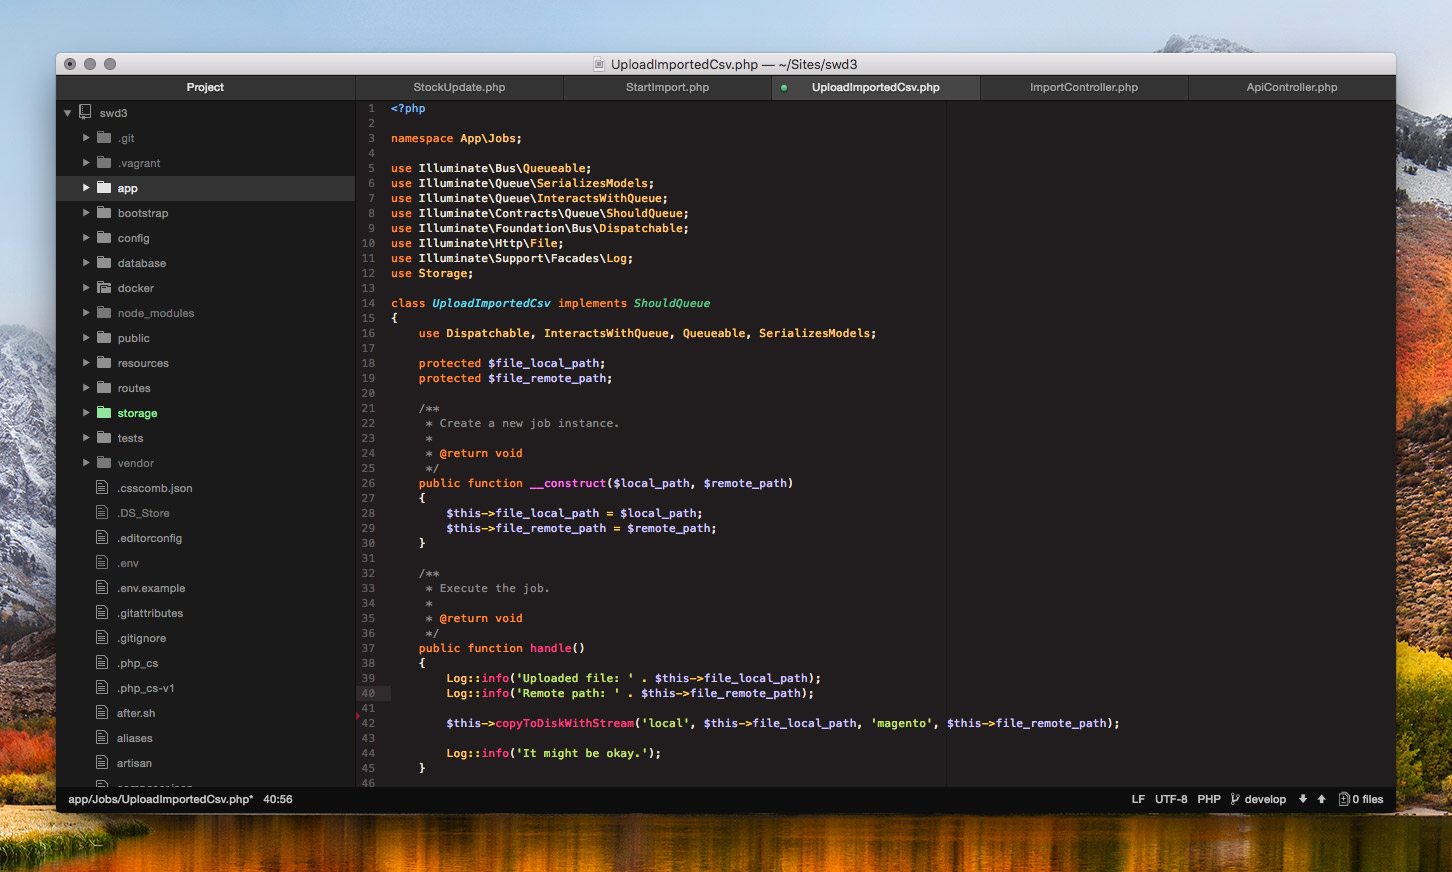 UploadImportedCsv.php — ~/Sites/swd3
Project
StockUpdate.php
StartImport.php
UploadImportedCsv.php
ImportController.php
ApiController.php
swd3
.git
.vagrant
app
bootstrap
config
database
docker
node_modules
public
resources
routes
storage
tests
vendor
.csscomb.json
.DS_Store
.editorconfig
.env
.env.example
.gitattributes
.gitignore
.php_cs
.php_cs-v1
after.sh
aliases
artisan
1 <?php
2
3 namespace App\Jobs;
4
5 use Illuminate\Bus\Queueable;
6 use Illuminate\Queue\SerializesModels;
7 use Illuminate\Queue\InteractsWithQueue;
8 use Illuminate\Contracts\Queue\ShouldQueue;
9 use Illuminate\Foundation\Bus\Dispatchable;
10 use Illuminate\Http\File;
11 use Illuminate\Support\Facades\Log;
12 use Storage;
13
14 class UploadImportedCsv implements ShouldQueue
15 {
16     use Dispatchable, InteractsWithQueue, Queueable, SerializesModels;
17
18     protected $file_local_path;
19     protected $file_remote_path;
20
21     /**
22      * Create a new job instance.
23      *
24      * @return void
25      */
26     public function __construct($local_path, $remote_path)
27     {
28         $this->file_local_path = $local_path;
29         $this->file_remote_path = $remote_path;
30     }
31
32     /**
33      * Execute the job.
34      *
35      * @return void
36      */
37     public function handle()
38     {
39         Log::info('Uploaded file: ' . $this->file_local_path);
40         Log::info('Remote path: ' . $this->file_remote_path);
41
42         $this->copyToDiskWithStream('local', $this->file_local_path, 'magento', $this->file_remote_path);
43
44         Log::info('It might be okay.');
45     }
46
app/Jobs/UploadImportedCsv.php* 40:56
LF UTF-8 PHP develop 0 files